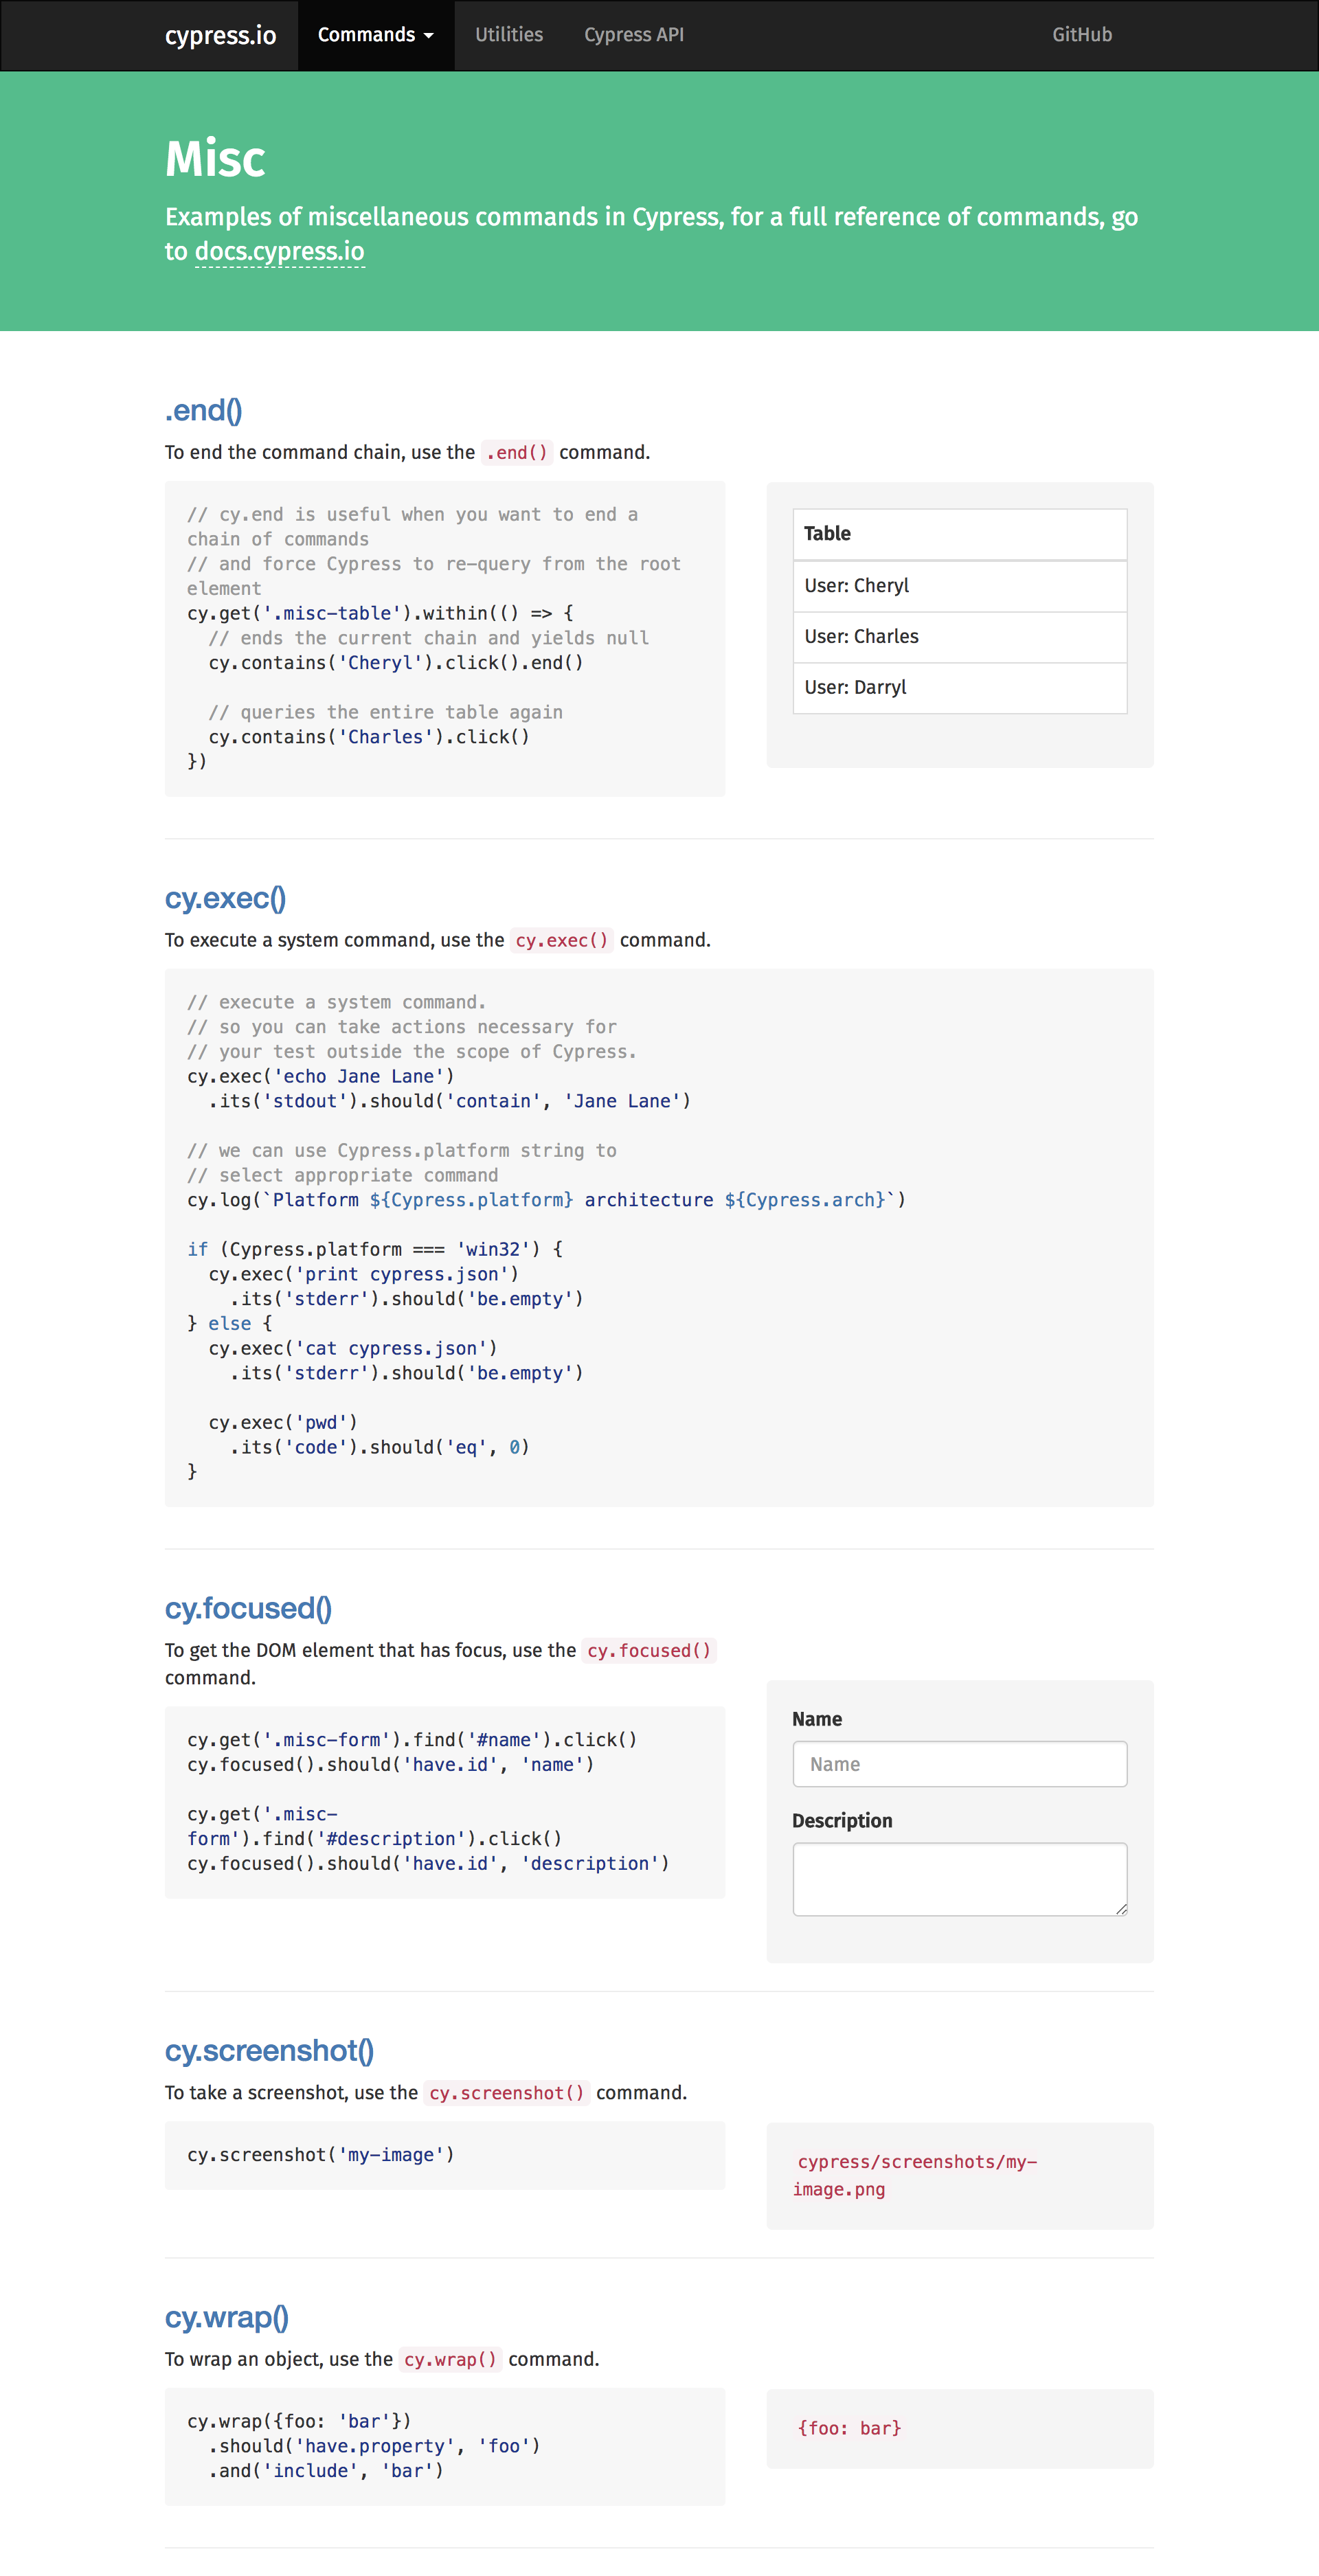 cypress.io Commands Utilities Cypress API GitHub
Misc
Examples of miscellaneous commands in Cypress, for a full reference of commands, go
to docs.cypress.io
.end()
To end the command chain, use the .end() command.
// cy.end is useful when you want to end a
chain of commands
// and force Cypress to re-query from the root
element
cy.get('.misc-table').within(() => {
  // ends the current chain and yields null
  cy.contains('Cheryl').click().end()
  // queries the entire table again
  cy.contains('Charles').click()
})
Table
User: Cheryl
User: Charles
User: Darryl
cy.exec()
To execute a system command, use the cy.exec() command.
// execute a system command.
// so you can take actions necessary for
// your test outside the scope of Cypress.
cy.exec('echo Jane Lane')
  .its('stdout').should('contain', 'Jane Lane')
// we can use Cypress.platform string to
// select appropriate command
cy.log(`Platform ${Cypress.platform} architecture ${Cypress.arch}`)
if (Cypress.platform === 'win32') {
  cy.exec('print cypress.json')
    .its('stderr').should('be.empty')
} else {
  cy.exec('cat cypress.json')
    .its('stderr').should('be.empty')
  cy.exec('pwd')
    .its('code').should('eq', 0)
}
cy.focused()
To get the DOM element that has focus, use the cy.focused()
command.
cy.get('.misc-form').find('#name').click()
cy.focused().should('have.id', 'name')
cy.get('.misc-
form').find('#description').click()
cy.focused().should('have.id', 'description')
Name
Name
Description
cy.screenshot()
To take a screenshot, use the cy.screenshot() command.
cy.screenshot('my-image')
cypress/screenshots/my-
image.png
cy.wrap()
To wrap an object, use the cy.wrap() command.
cy.wrap({foo: 'bar'})
  .should('have.property', 'foo')
  .and('include', 'bar')
{foo: bar}